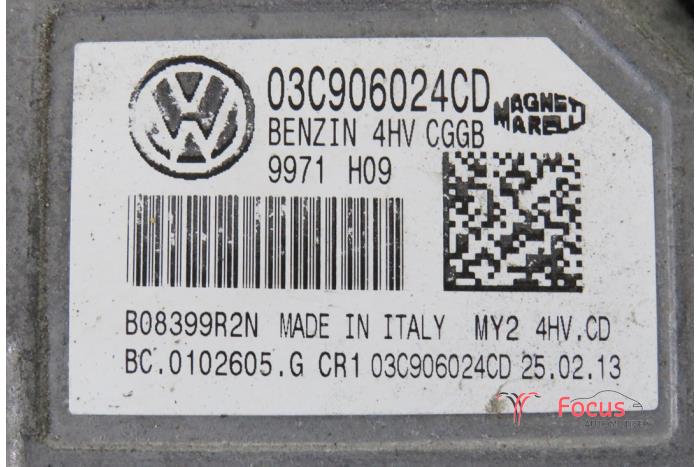 03C906024CD
MAGNETI
MARELLI
BENZIN 4HV CGGB
9971 H09
B08399R2N MADE IN ITALY MY2 4HV.CD
BC.0102605.G CR1 03C906024CD 25.02.13
Focus
AUTOMOTIVE